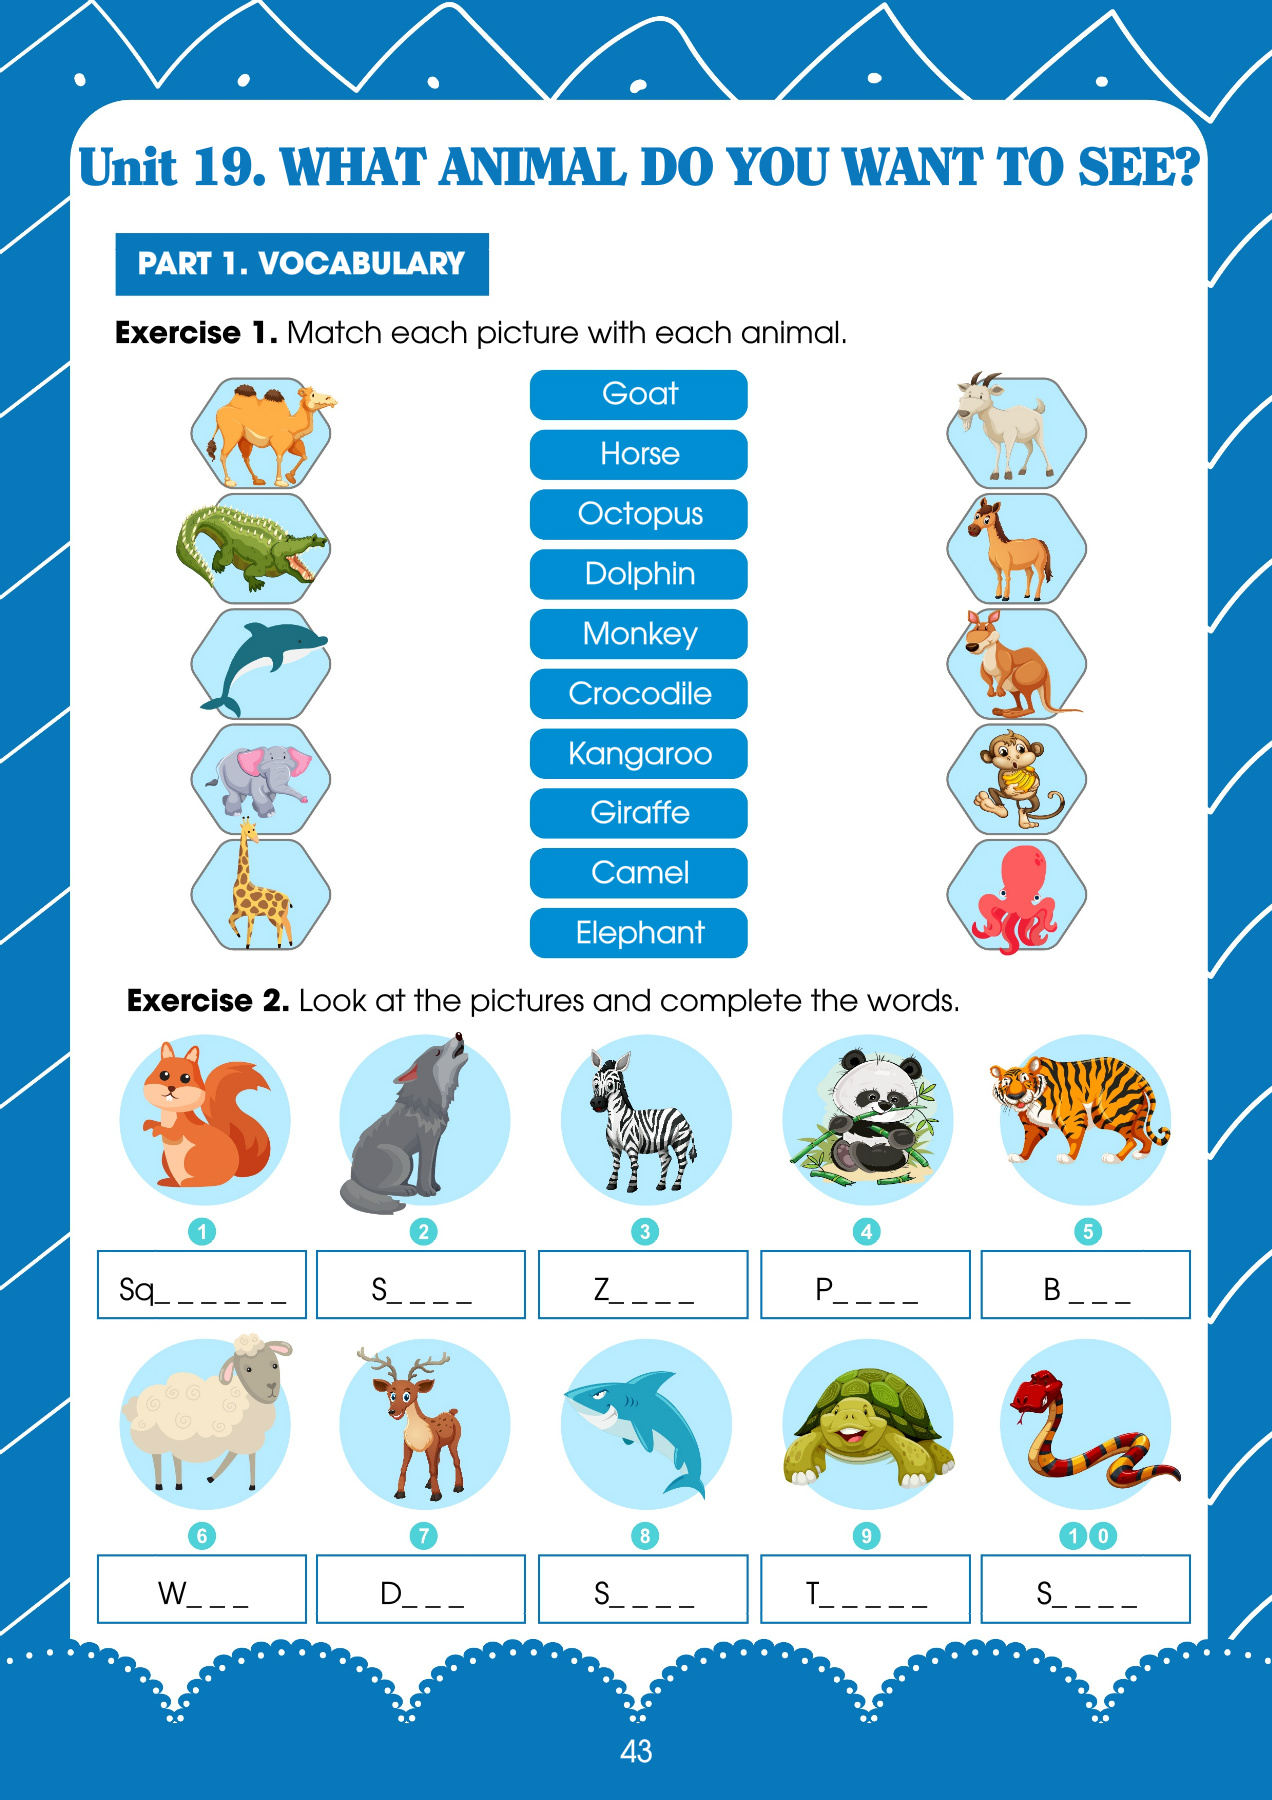 Unit 19. WHAT ANIMAL DO YOU WANT TO SEE?
PART 1. VOCABULARY
Exercise 1. Match each picture with each animal.
Goat
Horse
Octopus
Dolphin
Monkey
Crocodile
Kangaroo
Giraffe
Camel
Elephant
Exercise 2. Look at the pictures and complete the words.
1 2 3 4 5
Sq_ _ _ _ _ _ S_ _ _ _ Z_ _ _ _ P_ _ _ _ B _ _ _
6 7 8 9 10
W_ _ _ D_ _ _ S_ _ _ _ T_ _ _ _ _ S_ _ _ _
43